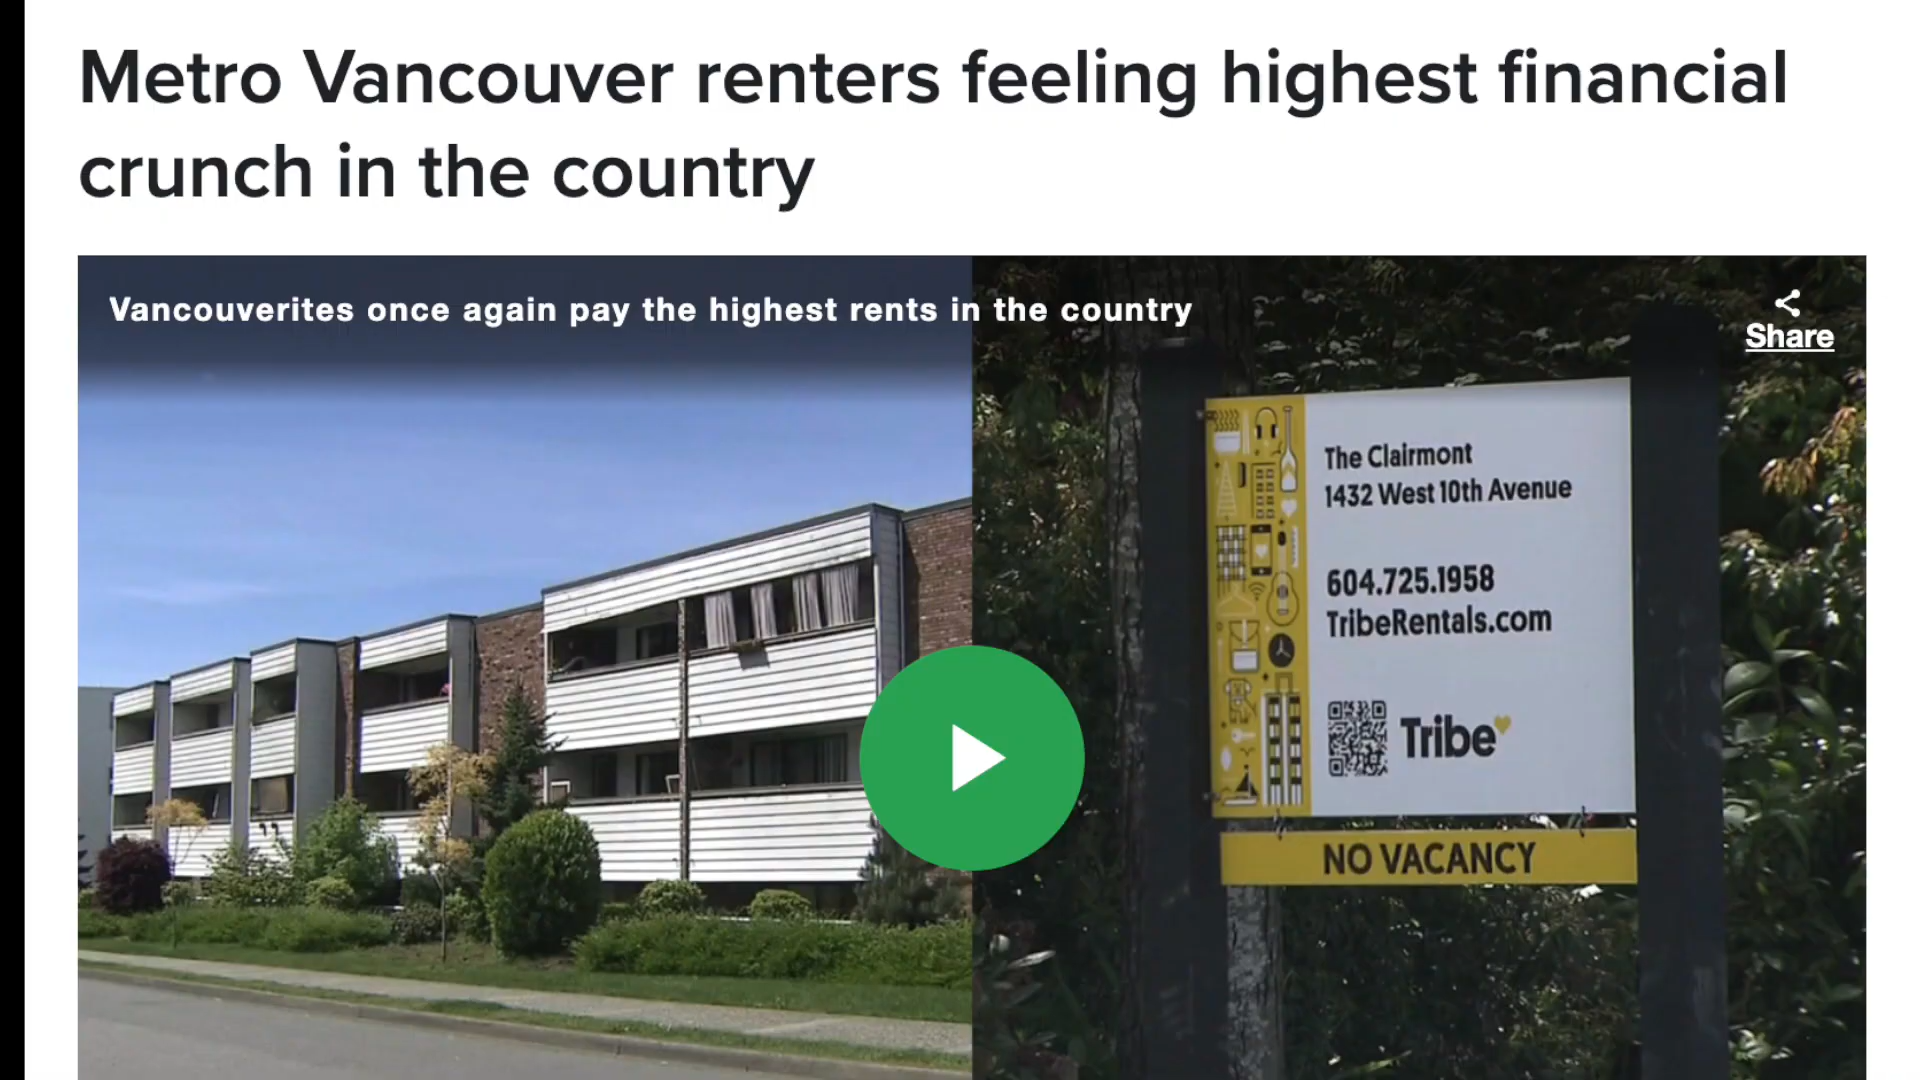 Metro Vancouver renters feeling highest financial
crunch in the country
Vancouverites once again pay the highest rents in the country
Share
The Clairmont
1432 West 10th Avenue
604.725.1958
TribeRentals.com
Tribe
NO VACANCY